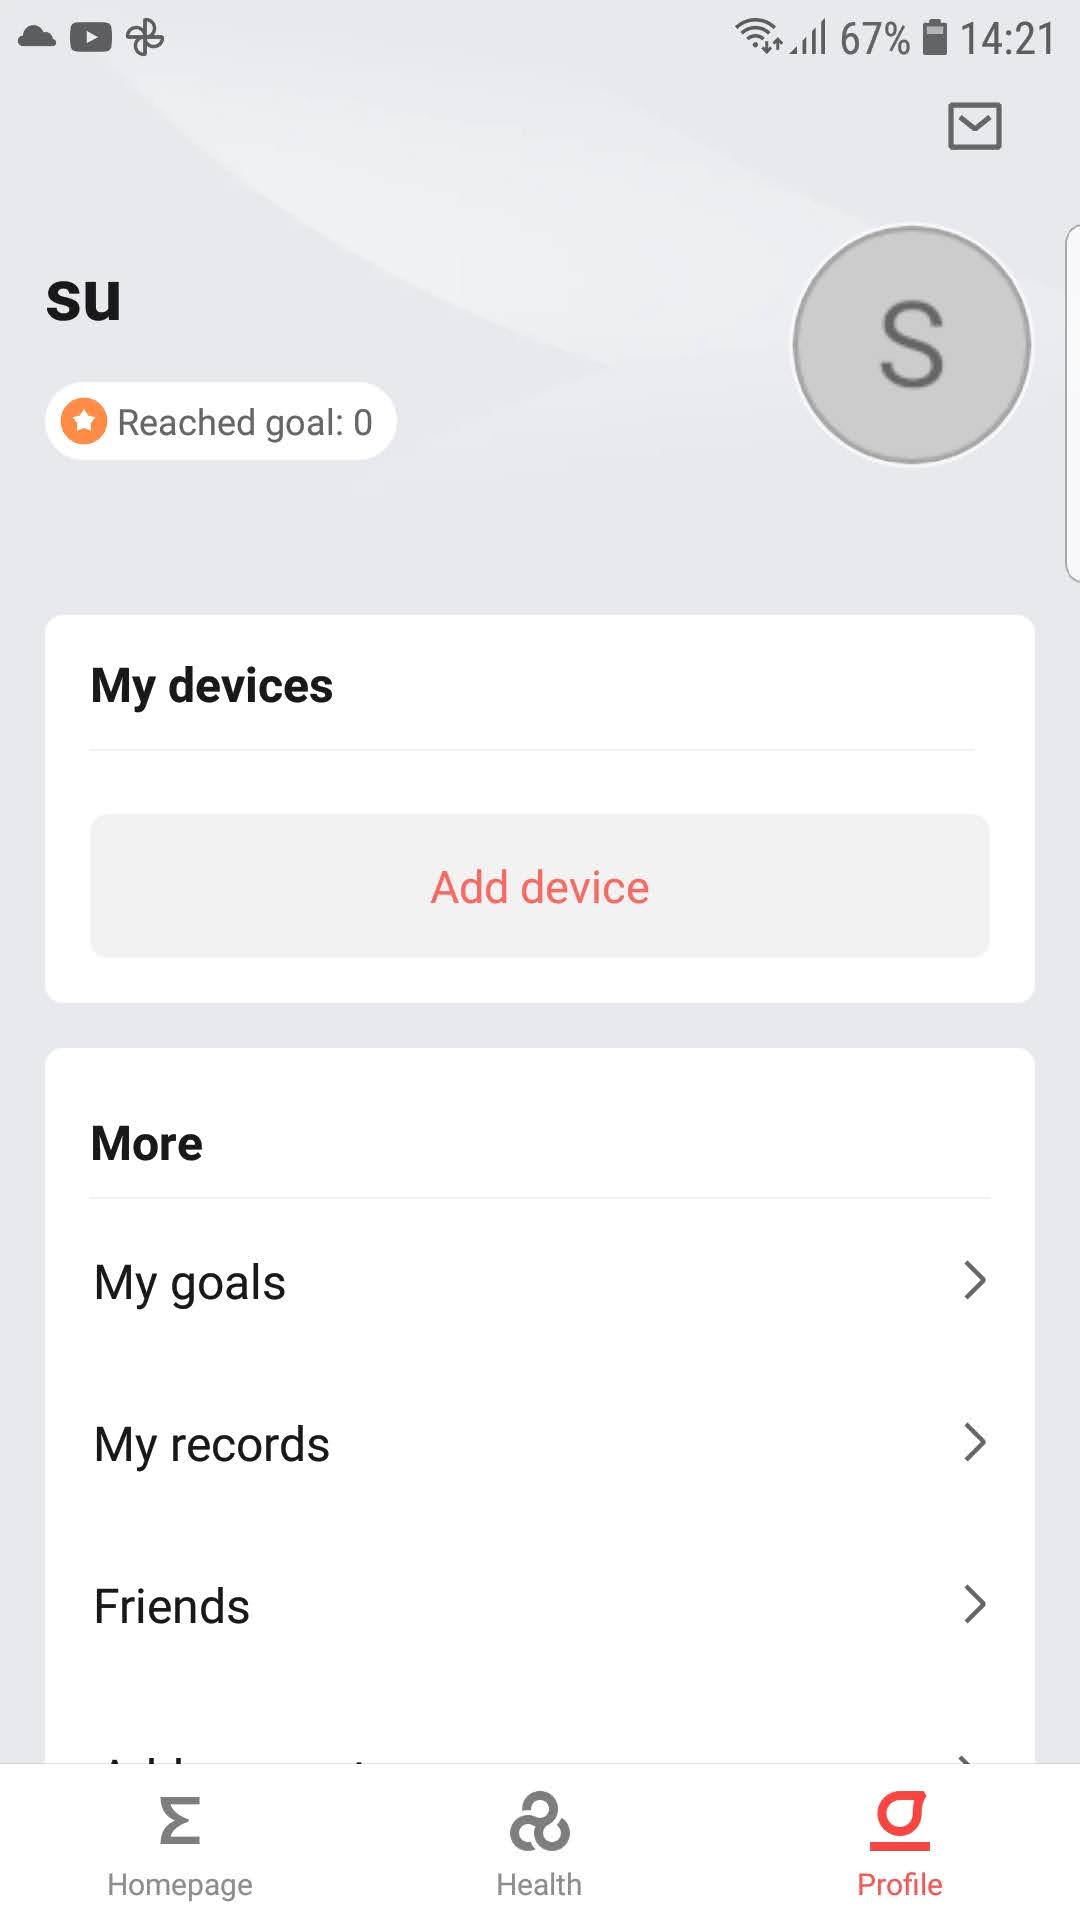 67% 14:21
su
S
Reached goal: 0
My devices
Add device
More
My goals
My records
Friends
Homepage
Health
Profile